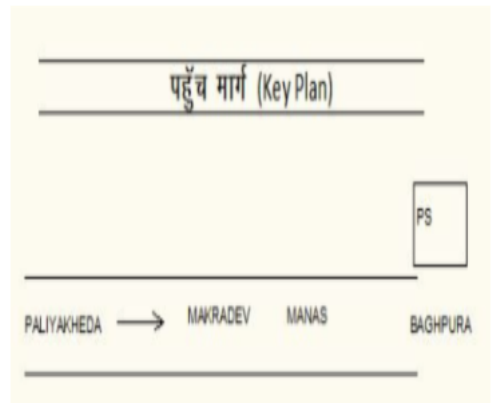 पहुँच मार्ग (Key Plan)
PS
PALIYAKHEDA → MAKRADEV MANAS BAGHPURA